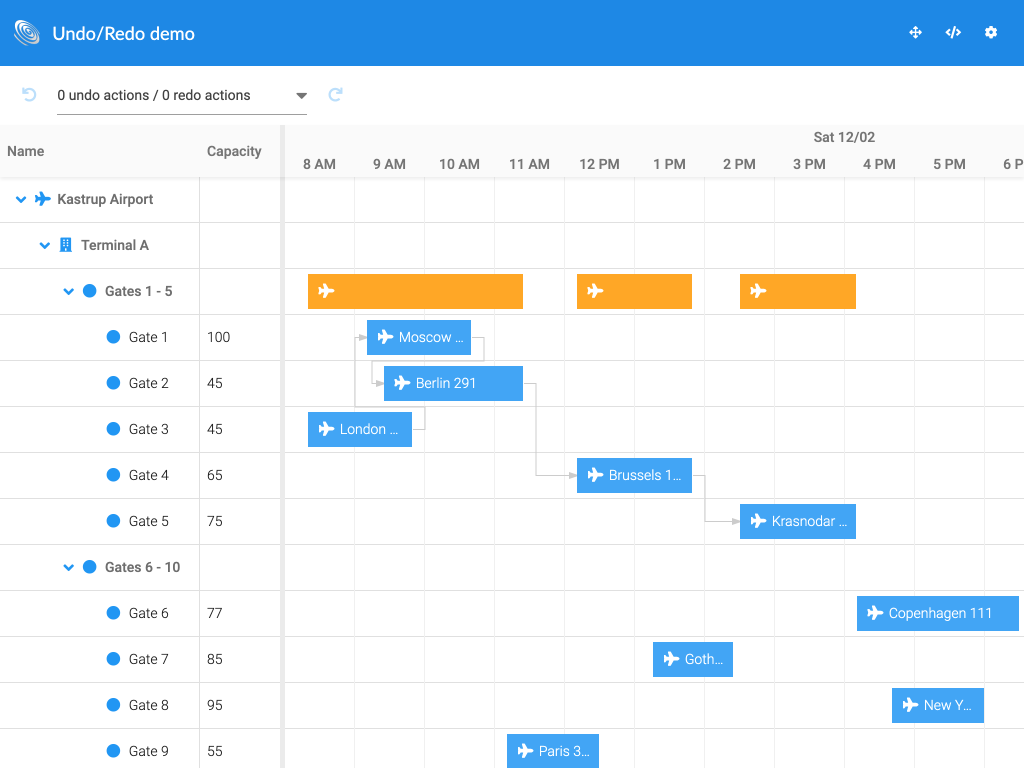 Undo/Redo demo
0 undo actions / 0 redo actions
Name Capacity Sat 12/02
8 AM 9 AM 10 AM 11 AM 12 PM 1 PM 2 PM 3 PM 4 PM 5 PM 6 P
Kastrup Airport
Terminal A
Gates 1 - 5
Gate 1 100 Moscow ...
Gate 2 45 Berlin 291
Gate 3 45 London ...
Gate 4 65 Brussels 1...
Gate 5 75 Krasnodar ...
Gates 6 - 10
Gate 6 77 Copenhagen 111
Gate 7 85 Goth...
Gate 8 95 New Y...
Gate 9 55 Paris 3...